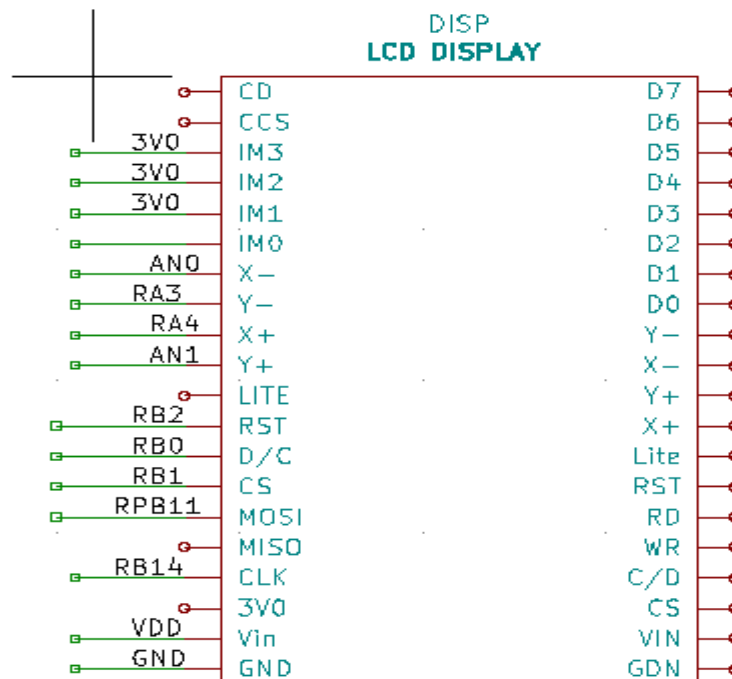 DISP
LCD DISPLAY
CD D7
CCS D6
3V0 IM3 D5
3V0 IM2 D4
3V0 IM1 D3
IM0 D2
AN0 X- D1
RA3 Y- D0
RA4 X+ Y-
AN1 Y+ X-
LITE Y+
RB2 RST X+
RB0 D/C Lite
RB1 CS RST
RPB11 MOSI RD
MISO WR
RB14 CLK C/D
3V0 CS
VDD Vin VIN
GND GND GDN